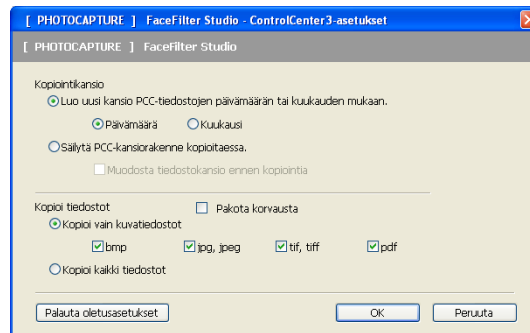 [ PHOTOCAPTURE ] FaceFilter Studio - ControlCenter3-asetukset
[ PHOTOCAPTURE ] FaceFilter Studio
Kopiointikansio
Luo uusi kansio PCC-tiedostojen päivämäärän tai kuukauden mukaan.
Päivämäärä Kuukausi
Säilytä PCC-kansiorakenne kopioitaessa.
Muodosta tiedostokansio ennen kopiointia
Kopioi tiedostot Pakota korvausta
Kopioi vain kuvatiedostot
bmp jpg, jpeg tif, tiff pdf
Kopioi kaikki tiedostot
Palauta oletusasetukset OK Peruuta